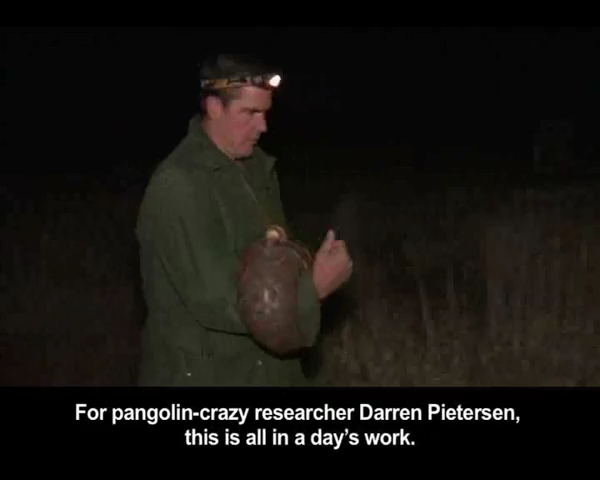 For pangolin-crazy researcher Darren Pietersen,
this is all in a day's work.